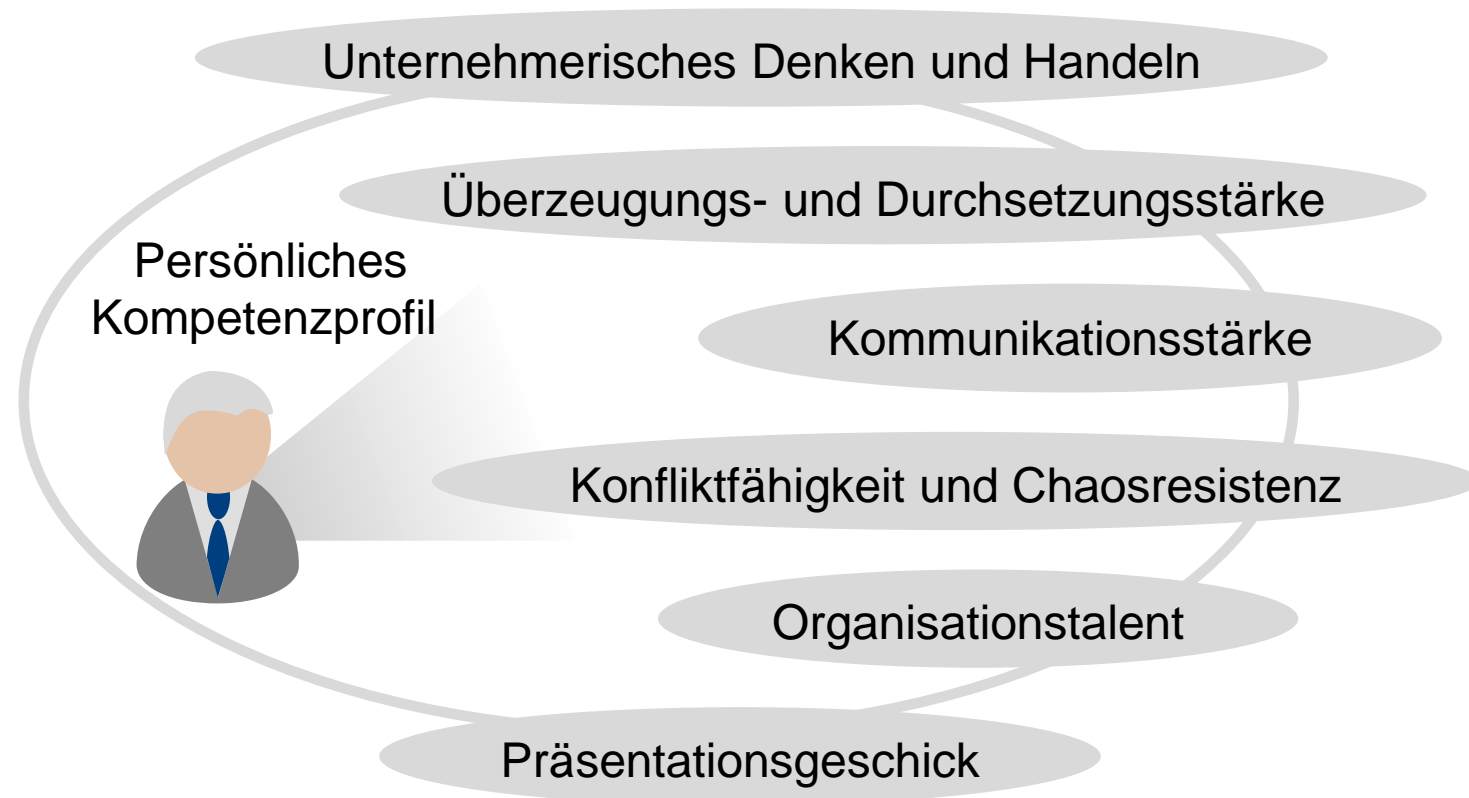 Unternehmerisches Denken und Handeln
Überzeugungs- und Durchsetzungsstärke
Persönliches
Kompetenzprofil
Kommunikationsstärke
Konfliktfähigkeit und Chaosresistenz
Organisationstalent
Präsentationsgeschick